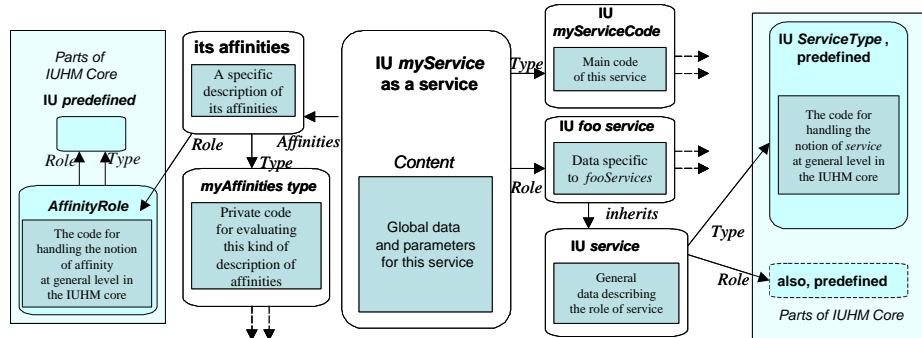 Parts of
IUHM Core
IU predefined
Role
Type
AffinityRole
The code for
handling the notion
of affinity
at general level in
the IUHM core
its affinities
A specific
description of
its affinities
Role
Type
Affinities
myAffinities type
Private code
for evaluating
this kind of
description of
affinities
IU myService
as a service
Content
Global data
and parameters
for this service
Type
Role
IU
myServiceCode
Main code
of this service
IU foo service
Data specific
to fooServices
inherits
IU service
General
data describing
the role of service
Type
Role
IU ServiceType ,
predefined
The code for
handling the
notion of service
at general level in
the IUHM core
also, predefined
Parts of IUHM Core